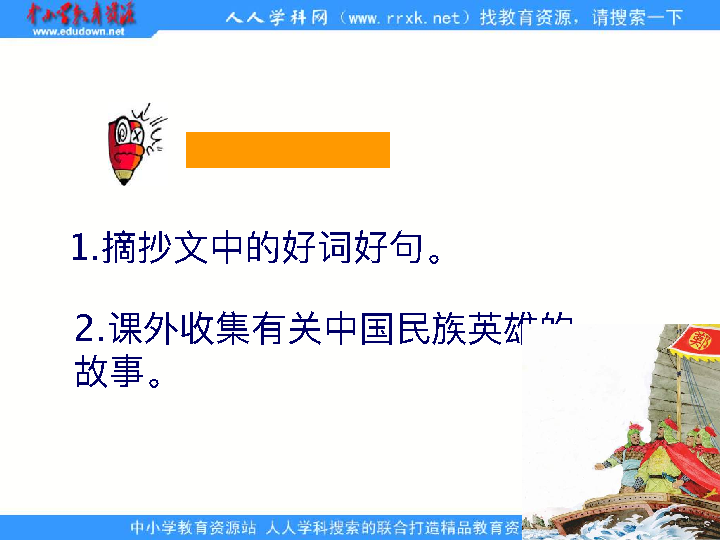 中小学教育资源
www.edudown.net
人人学科网（www.rrxk.net）找教育资源，请搜索一下
1.摘抄文中的好词好句。
2.课外收集有关中国民族英雄的
故事。
中小学教育资源站 人人学科搜索的联合打造精品教育资